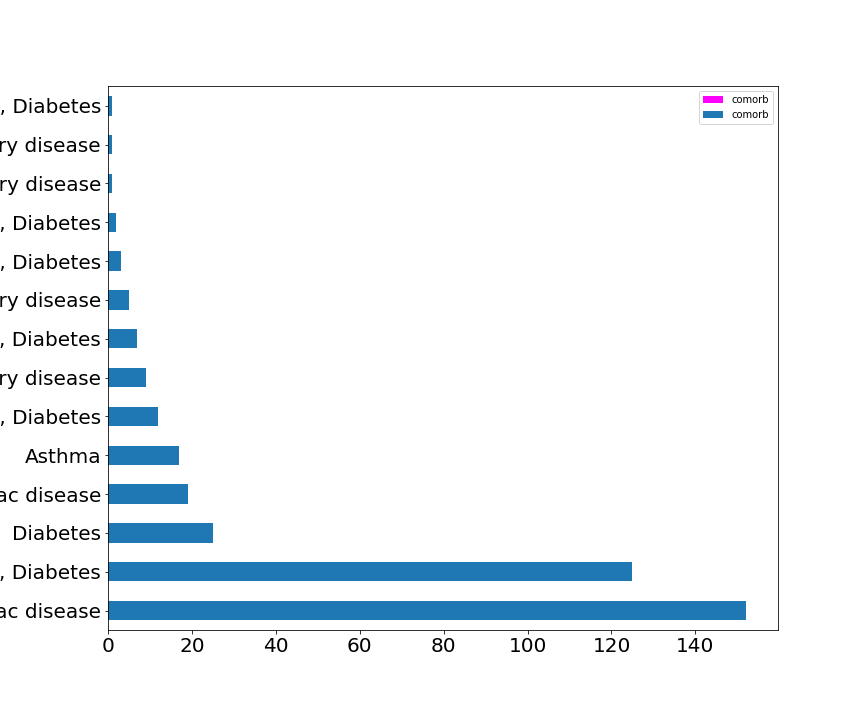 , Diabetes
ry disease
ry disease
, Diabetes
, Diabetes
ry disease
, Diabetes
ry disease
, Diabetes
Asthma
ac disease
Diabetes
, Diabetes
ac disease
0 20 40 60 80 100 120 140
comorb
comorb